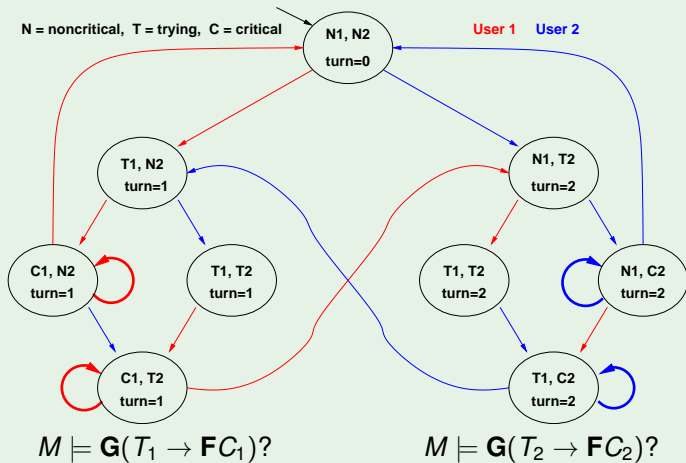 N = noncritical, T = trying, C = critical
User 1 User 2
N1, N2
turn=0
T1, N2
turn=1
N1, T2
turn=2
C1, N2
turn=1
T1, T2
turn=1
T1, T2
turn=2
N1, C2
turn=2
C1, T2
turn=1
T1, C2
turn=2
M ⊨ G(T₁ → FC₁)?
M ⊨ G(T₂ → FC₂)?